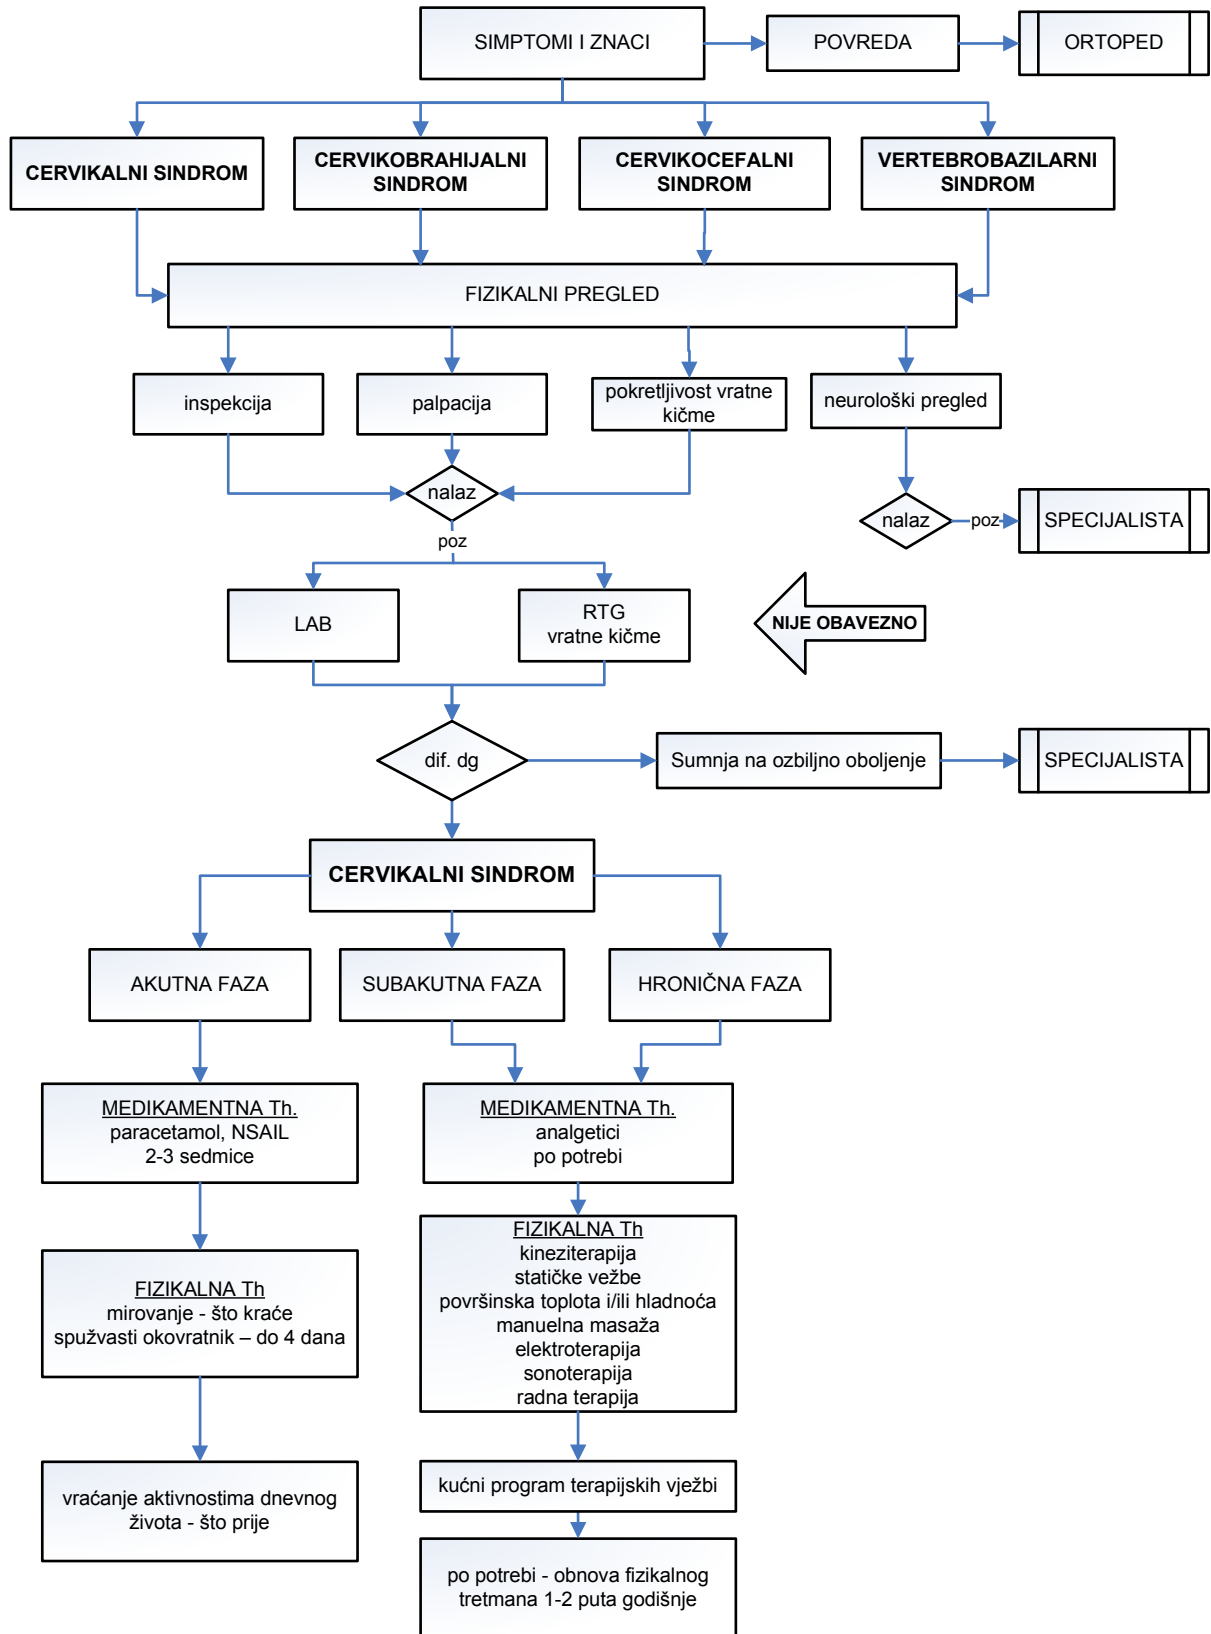 SIMPTOMI I ZNACI
POVREDA
ORTOPED
CERVIKALNI SINDROM
CERVIKOBRAHIJALNI
SINDROM
CERVIKOCEFALNI
SINDROM
VERTEBROBAZILARNI
SINDROM
FIZIKALNI PREGLED
inspekcija
palpacija
pokretljivost vratne
kičme
neurološki pregled
nalaz
poz
nalaz
poz
SPECIJALISTA
LAB
RTG
vratne kičme
NIJE OBAVEZNO
dif. dg
Sumnja na ozbiljno oboljenje
SPECIJALISTA
CERVIKALNI SINDROM
AKUTNA FAZA
SUBAKUTNA FAZA
HRONIČNA FAZA
MEDIKAMENTNA Th.
paracetamol, NSAIL
2-3 sedmice
MEDIKAMENTNA Th.
analgetici
po potrebi
FIZIKALNA Th
mirovanje - što kraće
spužvasti okovratnik – do 4 dana
FIZIKALNA Th
kineziterapija
statičke vežbe
površinska toplota i/ili hladnoća
manuelna masaža
elektroterapija
sonoterapija
radna terapija
vraćanje aktivnostima dnevnog
života - što prije
kućni program terapijskih vježbi
po potrebi - obnova fizikalnog
tretmana 1-2 puta godišnje